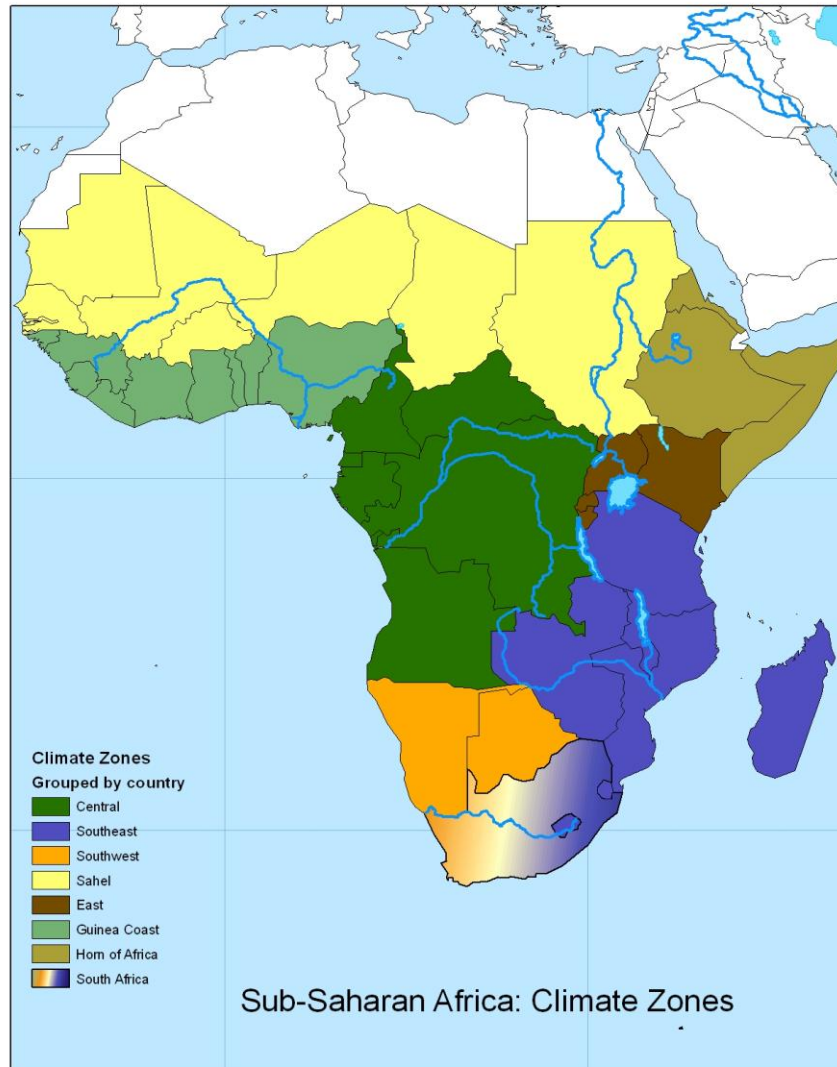 Climate Zones
Grouped by country
Central
Southeast
Southwest
Sahel
East
Guinea Coast
Horn of Africa
South Africa
Sub-Saharan Africa: Climate Zones